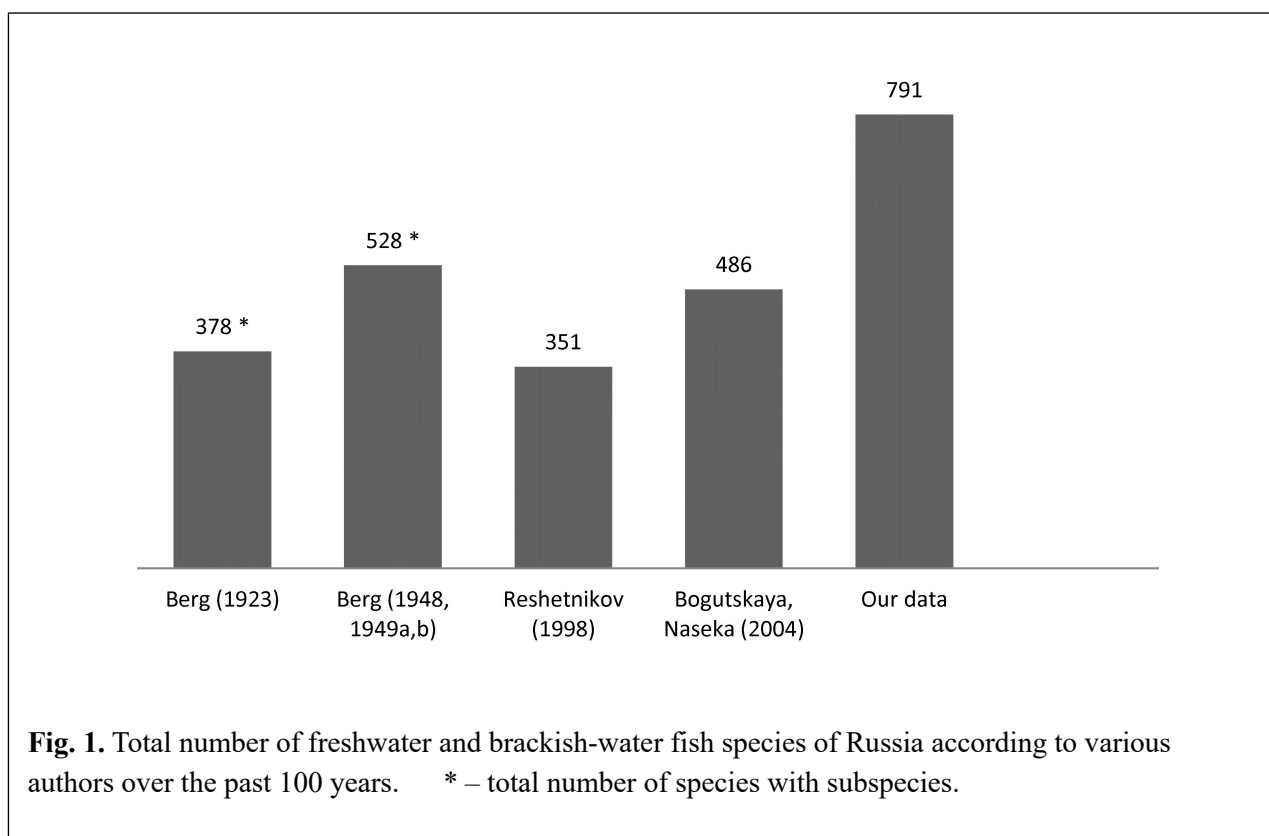 791
528 *
486
378 *
351
Berg (1923)
Berg (1948,
1949a,b)
Reshetnikov
(1998)
Bogutskaya,
Naseka (2004)
Our data
Fig. 1. Total number of freshwater and brackish-water fish species of Russia according to various
authors over the past 100 years. * – total number of species with subspecies.